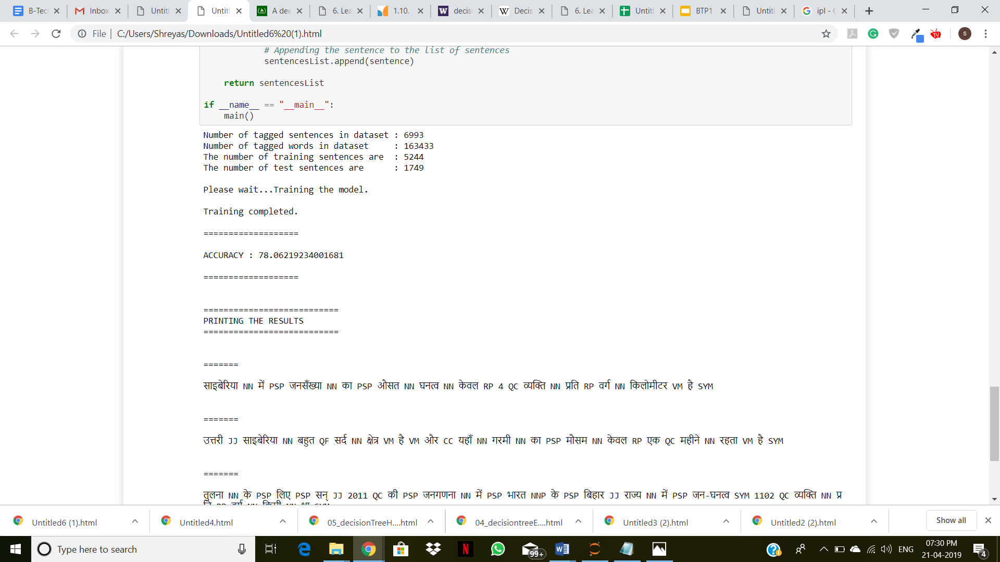 B-Tec
Inbox
Untitl
Untitl
A dee
6. Lea
1.10.
decis
Decis
6. Lea
Untitl
BTP1
Untitl
ipl - G
File | C:/Users/Shreyas/Downloads/Untitled6%20(1).html
# Appending the sentence to the list of sentences
sentencesList.append(sentence)
return sentencesList
if __name__ == "__main__":
main()
Number of tagged sentences in dataset : 6993
Number of tagged words in dataset : 163433
The number of training sentences are : 5244
The number of test sentences are : 1749
Please wait...Training the model.
Training completed.
===================
ACCURACY : 78.06219234001681
===================
===========================
PRINTING THE RESULTS
===========================
=======
साइबेरिया NN में PSP जनसँख्या NN का PSP औसत NN घनत्व NN केवल RP 4 QC व्यक्ति NN प्रति RP वर्ग NN किलोमीटर VM है SYM
=======
उत्तरी JJ साइबेरिया NN बहुत QF सर्द NN क्षेत्र VM है VM और CC यहाँ NN गरमी NN का PSP मौसम NN केवल RP एक QC महीने NN रहता VM है SYM
=======
तुलना NN के PSP लिए PSP सन् JJ 2011 QC की PSP जनगणना NN में PSP भारत NNP के PSP बिहार JJ राज्य NN में PSP जन-घनत्व SYM 1102 QC व्यक्ति NN प्र
Untitled6 (1).html
Untitled4.html
05_decisionTreeH....html
04_decisiontreeE....html
Untitled3 (2).html
Untitled2 (2).html
Show all
Type here to search
99+
ENG
07:30 PM
21-04-2019
4